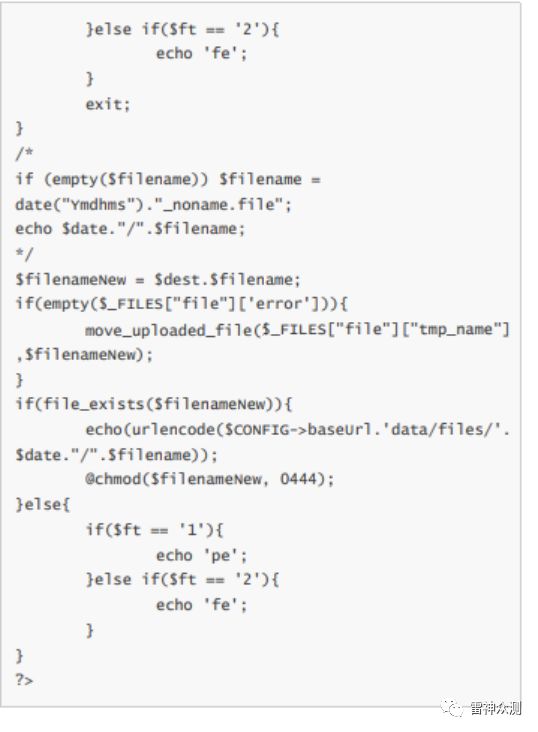 }else if($ft == '2'){
echo 'fe';
}
exit;
}
/*
if (empty($filename)) $filename =
date("Ymdhms")."_noname.file";
echo $date."/".$filename;
*/
$filenameNew = $dest.$filename;
if(empty($_FILES["file"]['error'])){
move_uploaded_file($_FILES["file"]["tmp_name"]
,$filenameNew);
}
if(file_exists($filenameNew)){
echo(urlencode($CONFIG->baseUrl.'data/files/'.
$date."/".$filename));
@chmod($filenameNew, 0444);
}else{
if($ft == '1'){
echo 'pe';
}else if($ft == '2'){
echo 'fe';
}
}
?>
雷神众测